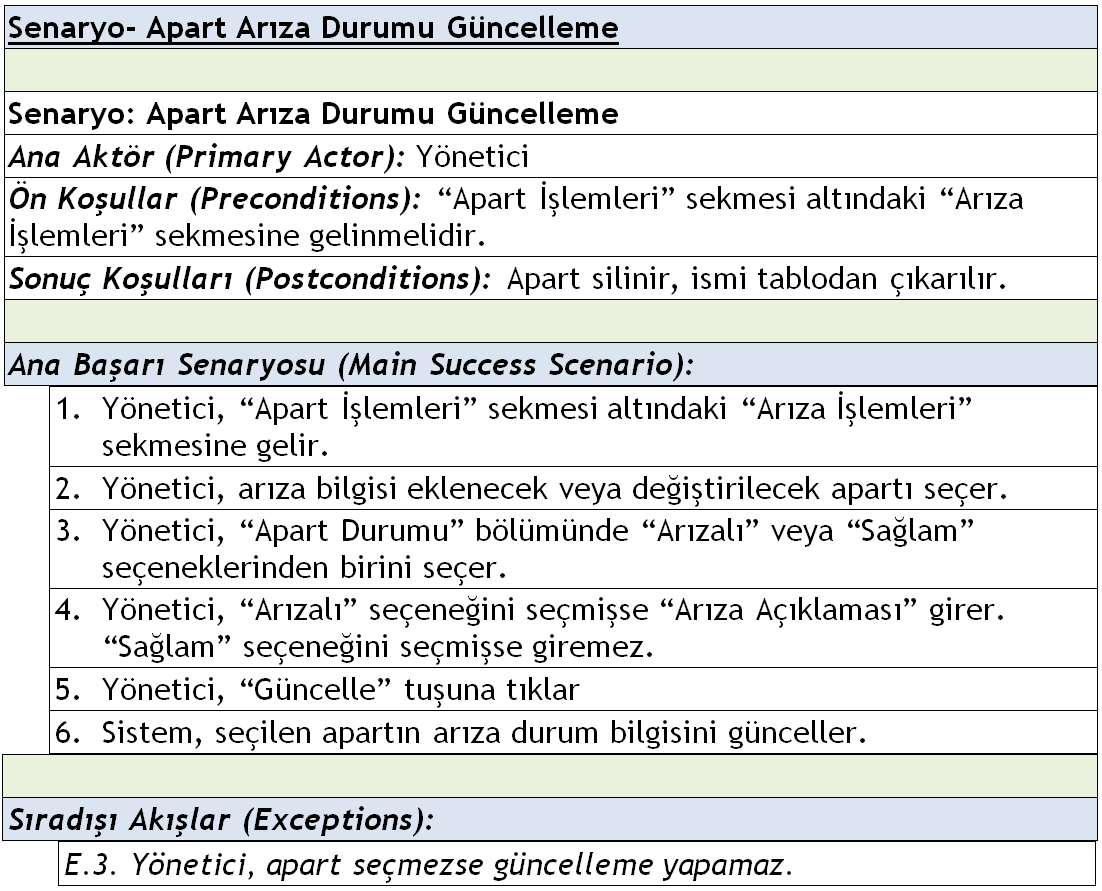 Senaryo- Apart Arıza Durumu Güncelleme
Senaryo: Apart Arıza Durumu Güncelleme
Ana Aktör (Primary Actor): Yönetici
Ön Koşullar (Preconditions): “Apart İşlemleri” sekmesi altındaki “Arıza
İşlemleri” sekmesine gelinmelidir.
Sonuç Koşulları (Postconditions): Apart silinir, ismi tablodan çıkarılır.
Ana Başarı Senaryosu (Main Success Scenario):
1. Yönetici, “Apart İşlemleri” sekmesi altındaki “Arıza İşlemleri”
sekmesine gelir.
2. Yönetici, arıza bilgisi eklenecek veya değiştirilecek apartı seçer.
3. Yönetici, “Apart Durumu” bölümünde “Arızalı” veya “Sağlam”
seçeneklerinden birini seçer.
4. Yönetici, “Arızalı” seçeneğini seçmişse “Arıza Açıklaması” girer.
“Sağlam” seçeneğini seçmişse giremez.
5. Yönetici, “Güncelle” tuşuna tıklar
6. Sistem, seçilen apartın arıza durum bilgisini günceller.
Sıradışı Akışlar (Exceptions):
E.3. Yönetici, apart seçmezse güncelleme yapamaz.